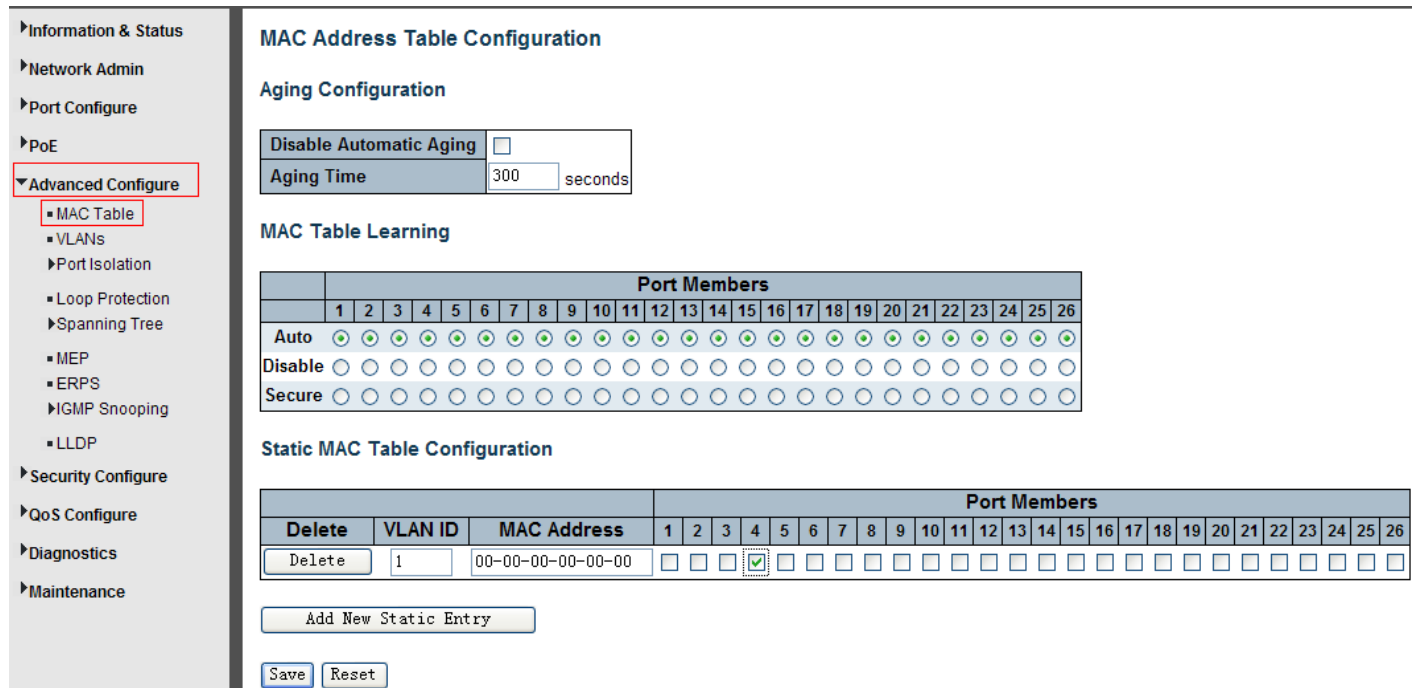 Information & Status
Network Admin
Port Configure
PoE
Advanced Configure
MAC Table
VLANs
Port Isolation
Loop Protection
Spanning Tree
MEP
ERPS
IGMP Snooping
LLDP
Security Configure
QoS Configure
Diagnostics
Maintenance
MAC Address Table Configuration
Aging Configuration
Disable Automatic Aging
Aging Time 300 seconds
MAC Table Learning
Port Members
1 2 3 4 5 6 7 8 9 10 11 12 13 14 15 16 17 18 19 20 21 22 23 24 25 26
Auto
Disable
Secure
Static MAC Table Configuration
Port Members
Delete VLAN ID MAC Address 1 2 3 4 5 6 7 8 9 10 11 12 13 14 15 16 17 18 19 20 21 22 23 24 25 26
Delete 1 00-00-00-00-00-00
Add New Static Entry
Save Reset